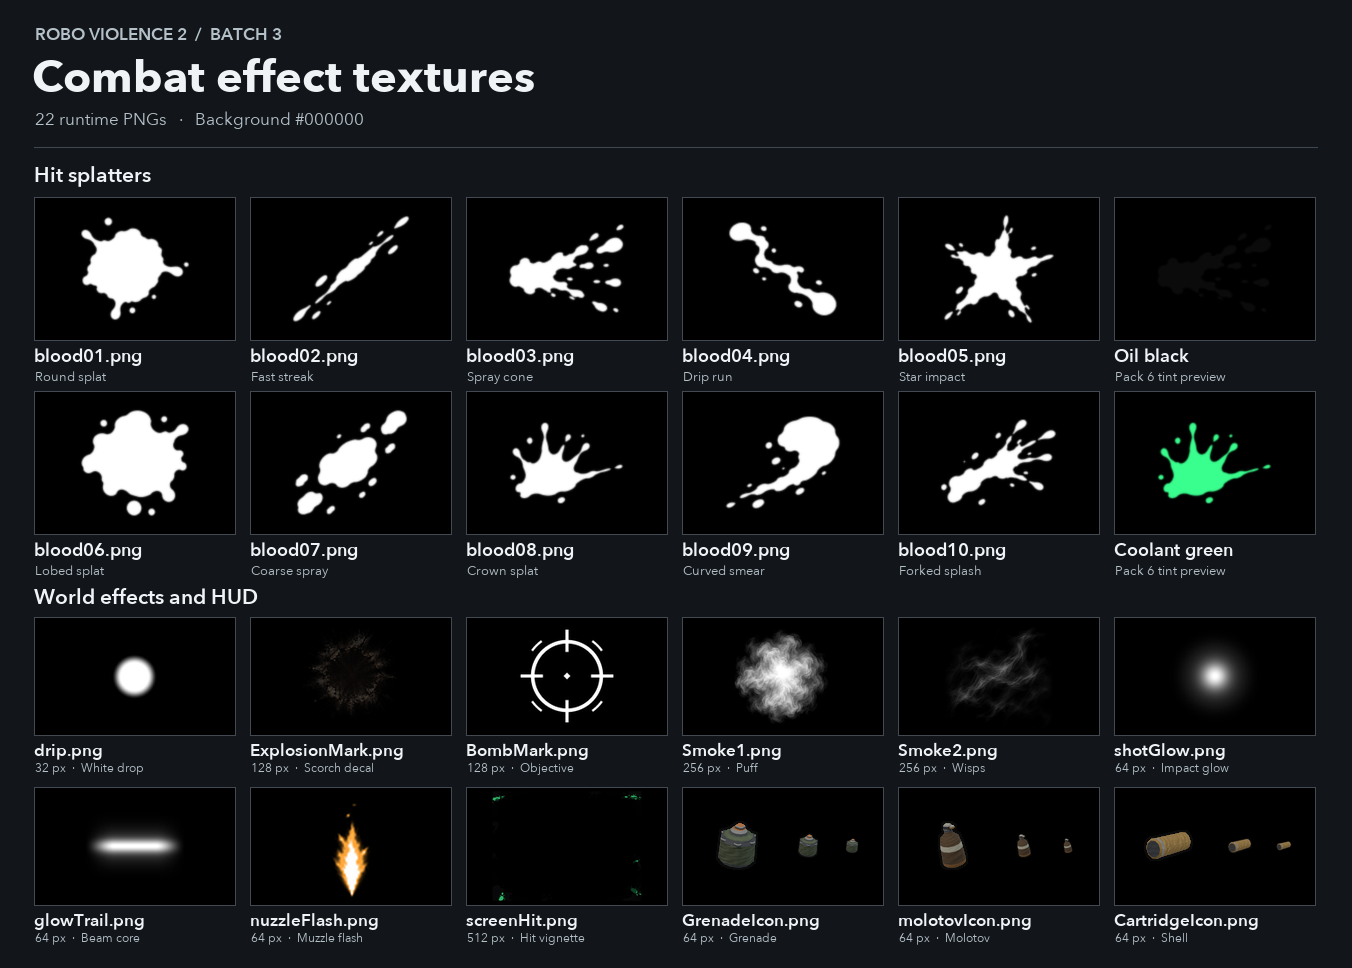 ROBO VIOLENCE 2 / BATCH 3
Combat effect textures
22 runtime PNGs · Background #000000
Hit splatters
blood01.png
Round splat
blood02.png
Fast streak
blood03.png
Spray cone
blood04.png
Drip run
blood05.png
Star impact
Oil black
Pack 6 tint preview
blood06.png
Lobed splat
blood07.png
Coarse spray
blood08.png
Crown splat
blood09.png
Curved smear
blood10.png
Forked splash
Coolant green
Pack 6 tint preview
World effects and HUD
drip.png
32 px · White drop
ExplosionMark.png
128 px · Scorch decal
BombMark.png
128 px · Objective
Smoke1.png
256 px · Puff
Smoke2.png
256 px · Wisps
shotGlow.png
64 px · Impact glow
glowTrail.png
64 px · Beam core
nuzzleFlash.png
64 px · Muzzle flash
screenHit.png
512 px · Hit vignette
GrenadeIcon.png
64 px · Grenade
molotovIcon.png
64 px · Molotov
CartridgeIcon.png
64 px · Shell